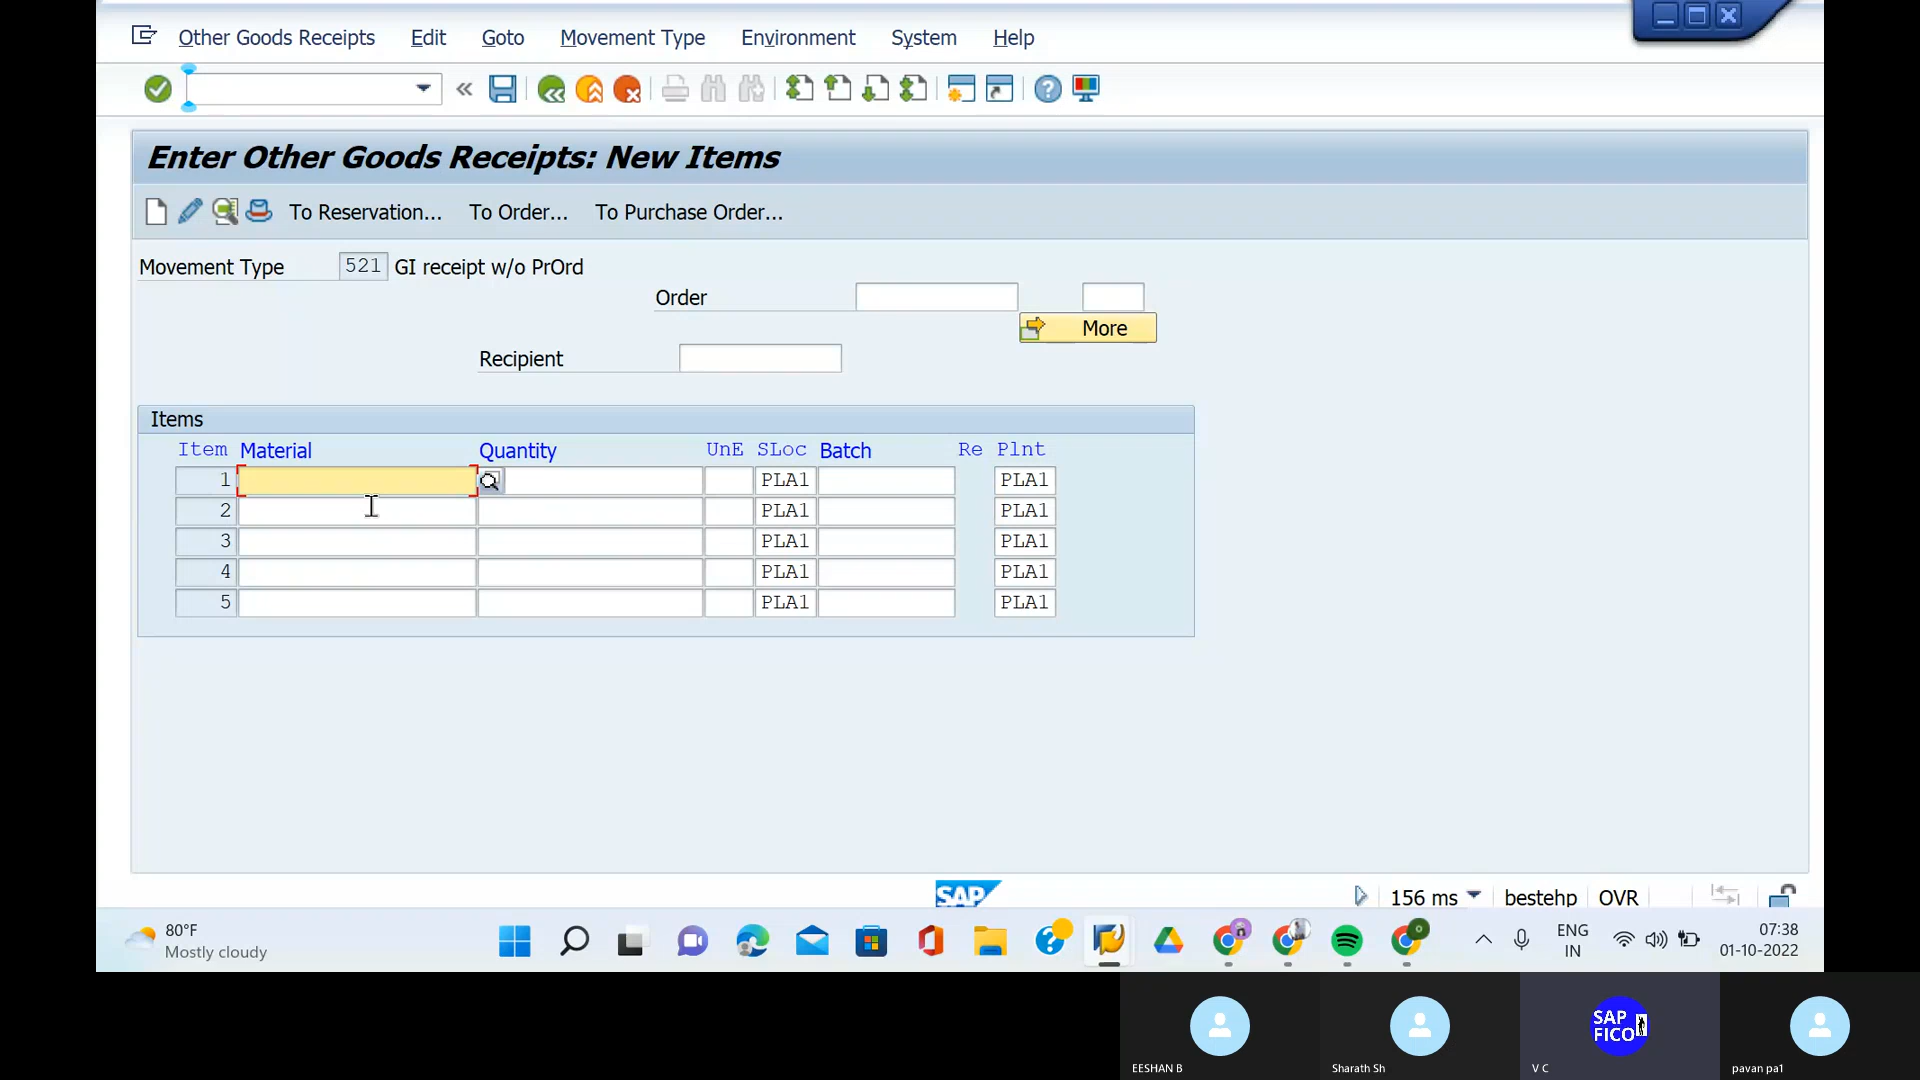 Other Goods Receipts Edit Goto Movement Type Environment System Help
Enter Other Goods Receipts: New Items
To Reservation... To Order... To Purchase Order...
Movement Type 521 GI receipt w/o PrOrd
Order
More
Recipient
Items
Item Material Quantity UnE SLoc Batch Re Plnt
1 PLA1 PLA1
2 PLA1 PLA1
3 PLA1 PLA1
4 PLA1 PLA1
5 PLA1 PLA1
SAP 156 ms bestehp OVR
80°F
Mostly cloudy
ENG
IN
07:38
01-10-2022
SAP
FICO
EESHAN B Sharath Sh V C pavan pa1